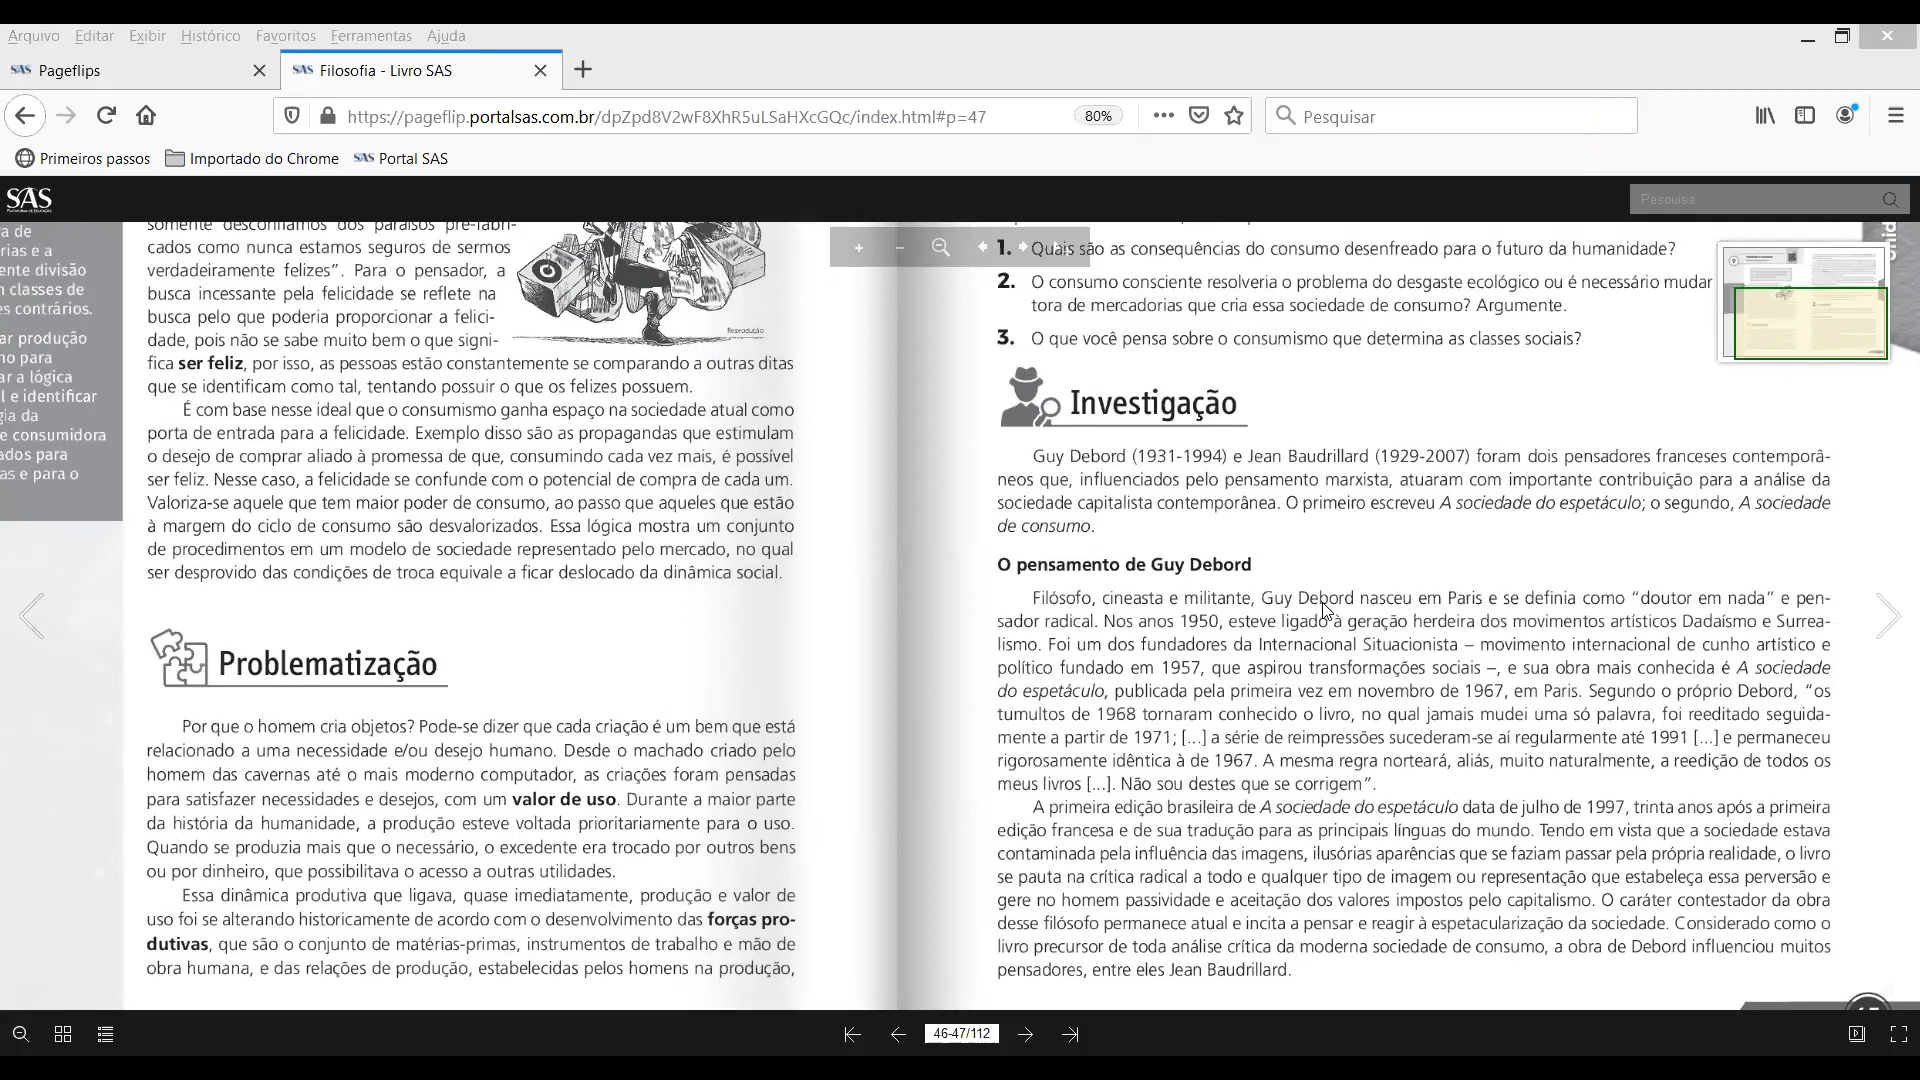 Arquivo Editar Exibir Histórico Favoritos Ferramentas Ajuda
SAS Pageflips
SAS Filosofia - Livro SAS
https://pageflip.portalsas.com.br/dpZpd8V2wF8XhR5uLSaHXcGQc/index.html#p=47
80%
Pesquisar
Primeiros passos
Importado do Chrome
SAS Portal SAS
SAS
Pesquisa
a de
rias e a
ente divisão
n classes de
es contrários.
ar produção
no para
ar a lógica
l e identificar
gia da
e consumidora
ados para
as e para o
somente desconfiamos dos paraísos pré-fabri-
cados como nunca estamos seguros de sermos
verdadeiramente felizes”. Para o pensador, a
busca incessante pela felicidade se reflete na
busca pelo que poderia proporcionar a felici-
dade, pois não se sabe muito bem o que signi-
Reprodução
fica ser feliz, por isso, as pessoas estão constantemente se comparando a outras ditas
que se identificam como tal, tentando possuir o que os felizes possuem.
É com base nesse ideal que o consumismo ganha espaço na sociedade atual como
porta de entrada para a felicidade. Exemplo disso são as propagandas que estimulam
o desejo de comprar aliado à promessa de que, consumindo cada vez mais, é possível
ser feliz. Nesse caso, a felicidade se confunde com o potencial de compra de cada um.
Valoriza-se aquele que tem maior poder de consumo, ao passo que aqueles que estão
à margem do ciclo de consumo são desvalorizados. Essa lógica mostra um conjunto
de procedimentos em um modelo de sociedade representado pelo mercado, no qual
ser desprovido das condições de troca equivale a ficar deslocado da dinâmica social.
Problematização
Por que o homem cria objetos? Pode-se dizer que cada criação é um bem que está
relacionado a uma necessidade e/ou desejo humano. Desde o machado criado pelo
homem das cavernas até o mais moderno computador, as criações foram pensadas
para satisfazer necessidades e desejos, com um valor de uso. Durante a maior parte
da história da humanidade, a produção esteve voltada prioritariamente para o uso.
Quando se produzia mais que o necessário, o excedente era trocado por outros bens
ou por dinheiro, que possibilitava o acesso a outras utilidades.
Essa dinâmica produtiva que ligava, quase imediatamente, produção e valor de
uso foi se alterando historicamente de acordo com o desenvolvimento das forças pro-
dutivas, que são o conjunto de matérias-primas, instrumentos de trabalho e mão de
obra humana, e das relações de produção, estabelecidas pelos homens na produção,
1. Quais são as consequências do consumo desenfreado para o futuro da humanidade?
2. O consumo consciente resolveria o problema do desgaste ecológico ou é necessário mudar
tora de mercadorias que cria essa sociedade de consumo? Argumente.
3. O que você pensa sobre o consumismo que determina as classes sociais?
Investigação
Guy Debord (1931-1994) e Jean Baudrillard (1929-2007) foram dois pensadores franceses contemporâ-
neos que, influenciados pelo pensamento marxista, atuaram com importante contribuição para a análise da
sociedade capitalista contemporânea. O primeiro escreveu A sociedade do espetáculo; o segundo, A sociedade
de consumo.
O pensamento de Guy Debord
Filósofo, cineasta e militante, Guy Debord nasceu em Paris e se definia como “doutor em nada” e pen-
sador radical. Nos anos 1950, esteve ligado à geração herdeira dos movimentos artísticos Dadaísmo e Surrea-
lismo. Foi um dos fundadores da Internacional Situacionista – movimento internacional de cunho artístico e
político fundado em 1957, que aspirou transformações sociais –, e sua obra mais conhecida é A sociedade
do espetáculo, publicada pela primeira vez em novembro de 1967, em Paris. Segundo o próprio Debord, “os
tumultos de 1968 tornaram conhecido o livro, no qual jamais mudei uma só palavra, foi reeditado seguida-
mente a partir de 1971; [...] a série de reimpressões sucederam-se aí regularmente até 1991 [...] e permaneceu
rigorosamente idêntica à de 1967. A mesma regra norteará, aliás, muito naturalmente, a reedição de todos os
meus livros [...]. Não sou destes que se corrigem”.
A primeira edição brasileira de A sociedade do espetáculo data de julho de 1997, trinta anos após a primeira
edição francesa e de sua tradução para as principais línguas do mundo. Tendo em vista que a sociedade estava
contaminada pela influência das imagens, ilusórias aparências que se faziam passar pela própria realidade, o livro
se pauta na crítica radical a todo e qualquer tipo de imagem ou representação que estabeleça essa perversão e
gere no homem passividade e aceitação dos valores impostos pelo capitalismo. O caráter contestador da obra
desse filósofo permanece atual e incita a pensar e reagir à espetacularização da sociedade. Considerado como o
livro precursor de toda análise crítica da moderna sociedade de consumo, a obra de Debord influenciou muitos
pensadores, entre eles Jean Baudrillard.
46-47/112